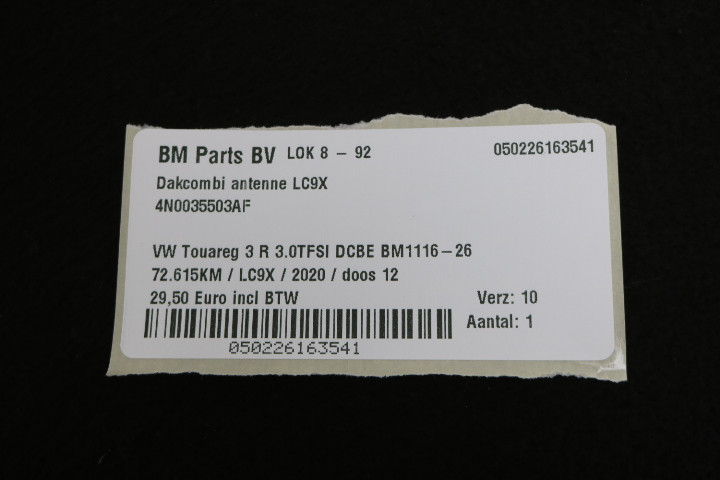 BM Parts BV LOK 8 - 92 050226163541
Dakcombi antenne LC9X
4N0035503AF
VW Touareg 3 R 3.0TFSI DCBE BM1116-26
72.615KM / LC9X / 2020 / doos 12
29,50 Euro incl BTW Verz: 10
Aantal: 1
050226163541